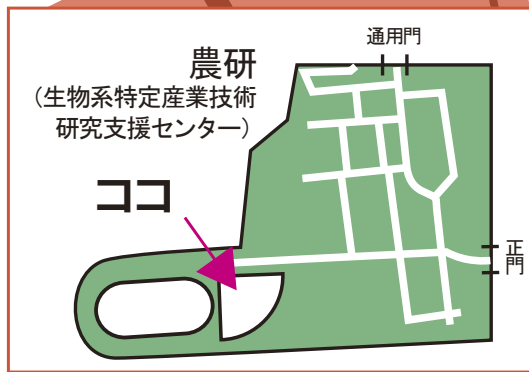 通用門
農研
（生物系特定産業技術
研究支援センター）
ココ
正門